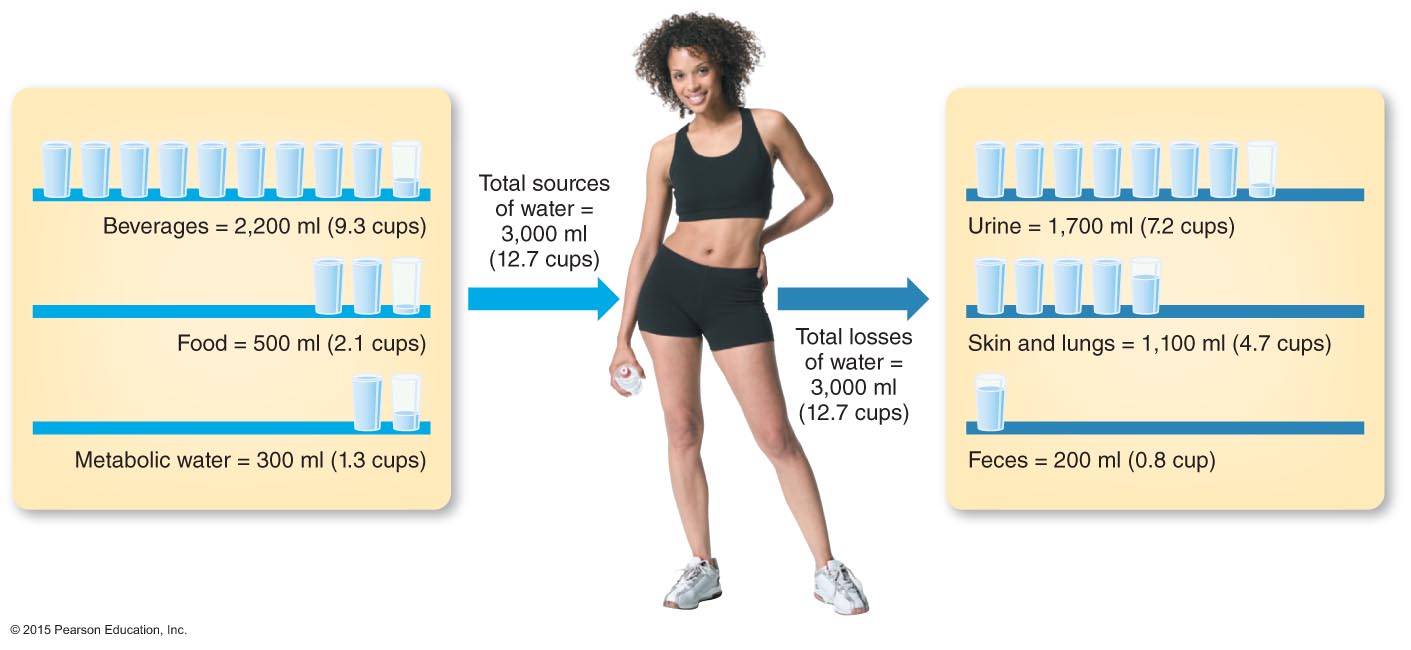 Beverages = 2,200 ml (9.3 cups)
Food = 500 ml (2.1 cups)
Metabolic water = 300 ml (1.3 cups)
Total sources
of water =
3,000 ml
(12.7 cups)
Total losses
of water =
3,000 ml
(12.7 cups)
Urine = 1,700 ml (7.2 cups)
Skin and lungs = 1,100 ml (4.7 cups)
Feces = 200 ml (0.8 cup)
© 2015 Pearson Education, Inc.